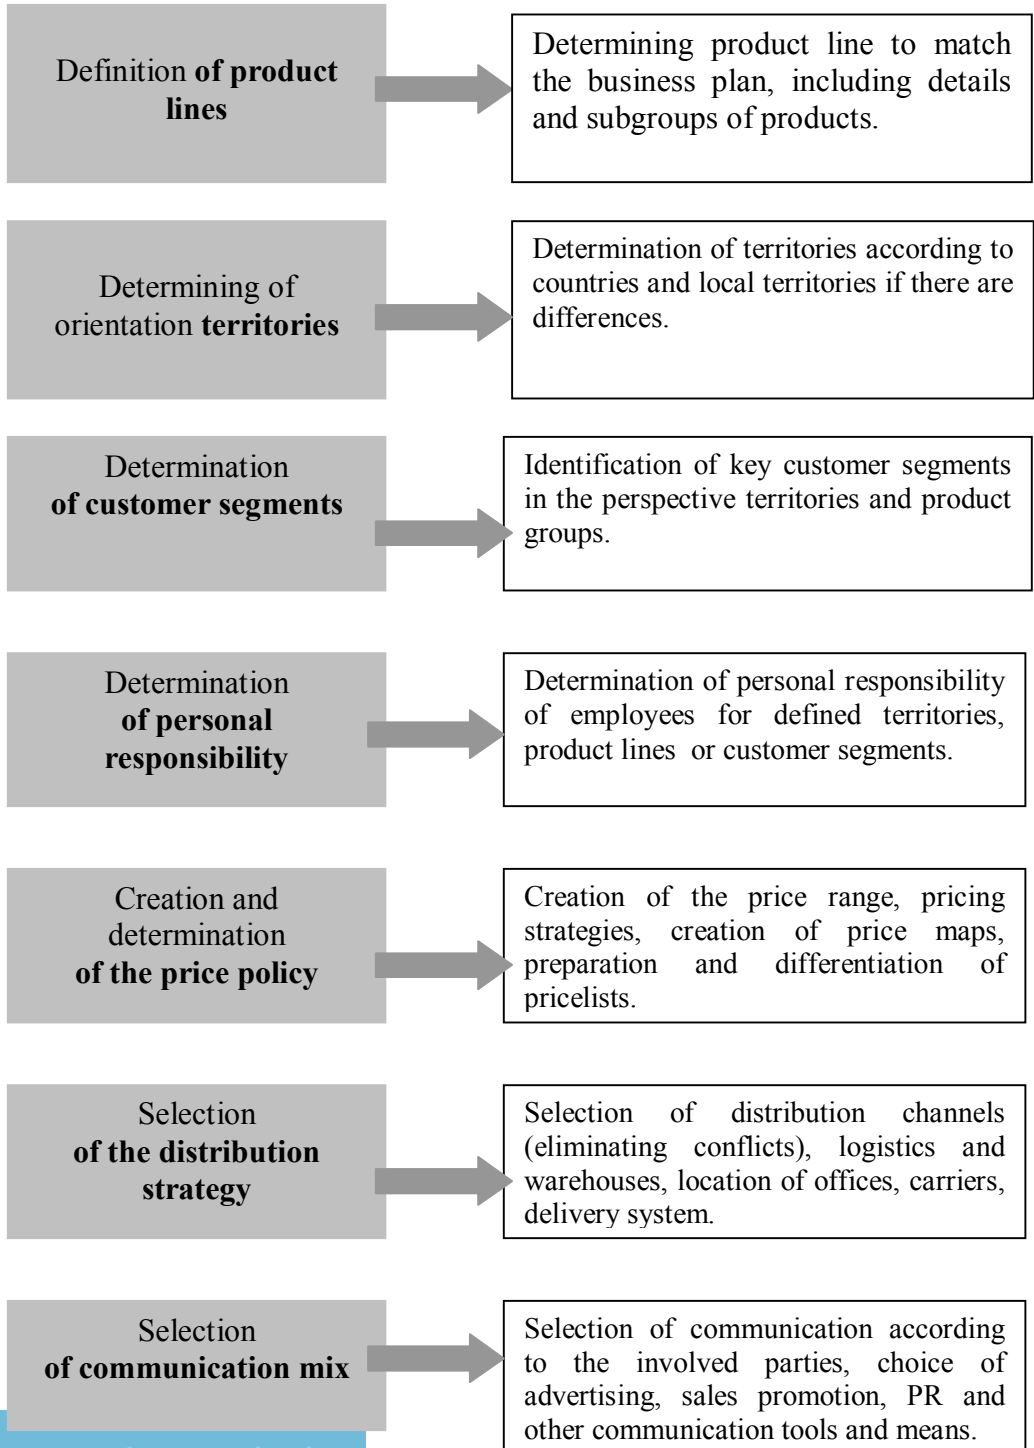 Definition of product
lines
Determining product line to match
the business plan, including details
and subgroups of products.
Determining of
orientation territories
Determination of territories according to
countries and local territories if there are
differences.
Determination
of customer segments
Identification of key customer segments
in the perspective territories and product
groups.
Determination
of personal
responsibility
Determination of personal responsibility
of employees for defined territories,
product lines or customer segments.
Creation and
determination
of the price policy
Creation of the price range, pricing
strategies, creation of price maps,
preparation and differentiation of
pricelists.
Selection
of the distribution
strategy
Selection of distribution channels
(eliminating conflicts), logistics and
warehouses, location of offices, carriers,
delivery system.
Selection
of communication mix
Selection of communication according
to the involved parties, choice of
advertising, sales promotion, PR and
other communication tools and means.